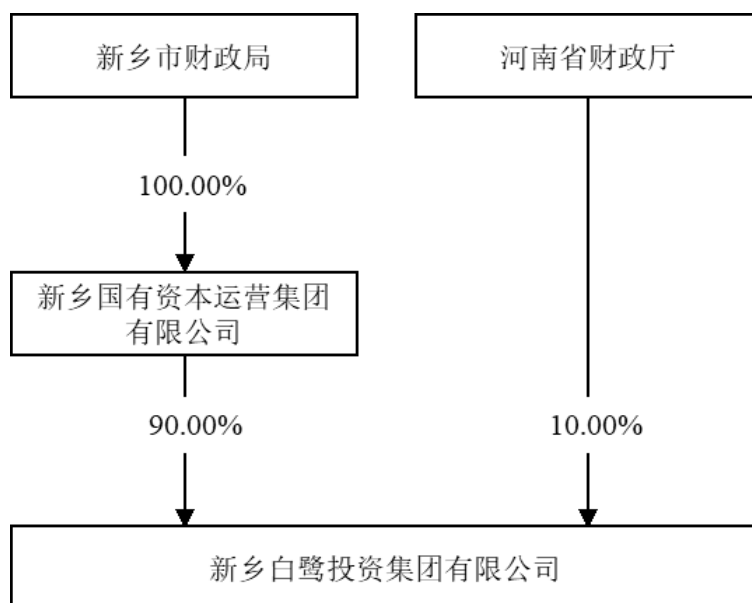 新乡市财政局
河南省财政厅
100.00%
新乡国有资本运营集团
有限公司
90.00%
10.00%
新乡白鹭投资集团有限公司